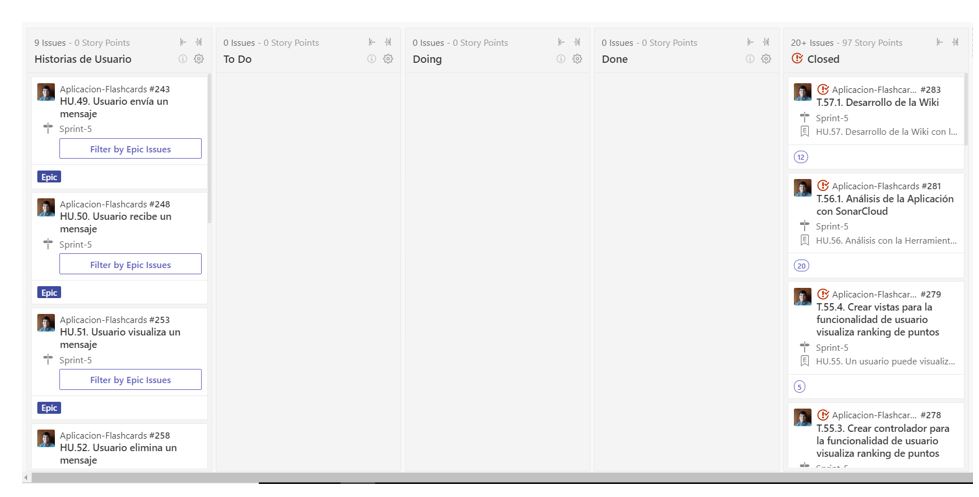 9 Issues - 0 Story Points
Historias de Usuario
Aplicacion-Flashcards #243
HU.49. Usuario envía un
mensaje
Sprint-5
Filter by Epic Issues
Epic
Aplicacion-Flashcards #248
HU.50. Usuario recibe un
mensaje
Sprint-5
Filter by Epic Issues
Epic
Aplicacion-Flashcards #253
HU.51. Usuario visualiza un
mensaje
Sprint-5
Filter by Epic Issues
Epic
Aplicacion-Flashcards #258
HU.52. Usuario elimina un
mensaje
0 Issues - 0 Story Points
To Do
0 Issues - 0 Story Points
Doing
0 Issues - 0 Story Points
Done
20+ Issues - 97 Story Points
Closed
Aplicacion-Flashcar... #283
T.57.1. Desarrollo de la Wiki
Sprint-5
HU.57. Desarrollo de la Wiki con l...
12
Aplicacion-Flashcards #281
T.56.1. Análisis de la Aplicación
con SonarCloud
Sprint-5
HU.56. Análisis con la Herramient...
20
Aplicacion-Flashcar... #279
T.55.4. Crear vistas para la
funcionalidad de usuario
visualiza ranking de puntos
Sprint-5
HU.55. Un usuario puede visualiz...
5
Aplicacion-Flashcar... #278
T.55.3. Crear controlador para
la funcionalidad de usuario
visualiza ranking de puntos